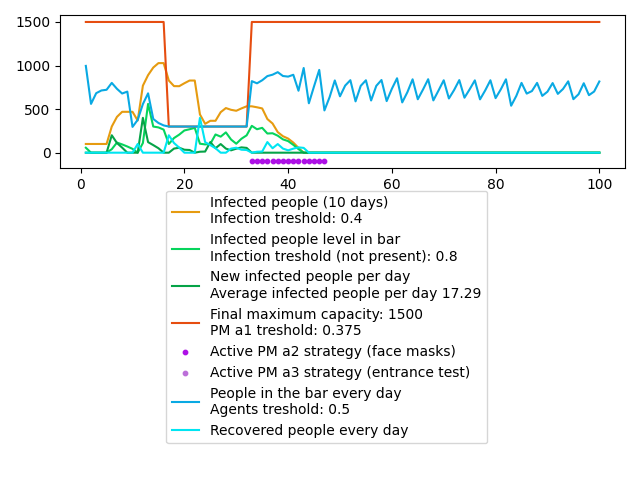 1500
1000
500
0
0 20 40 60 80 100
Infected people (10 days)
Infection treshold: 0.4
Infected people level in bar
Infection treshold (not present): 0.8
New infected people per day
Average infected people per day 17.29
Final maximum capacity: 1500
PM a1 treshold: 0.375
Active PM a2 strategy (face masks)
Active PM a3 strategy (entrance test)
People in the bar every day
Agents treshold: 0.5
Recovered people every day